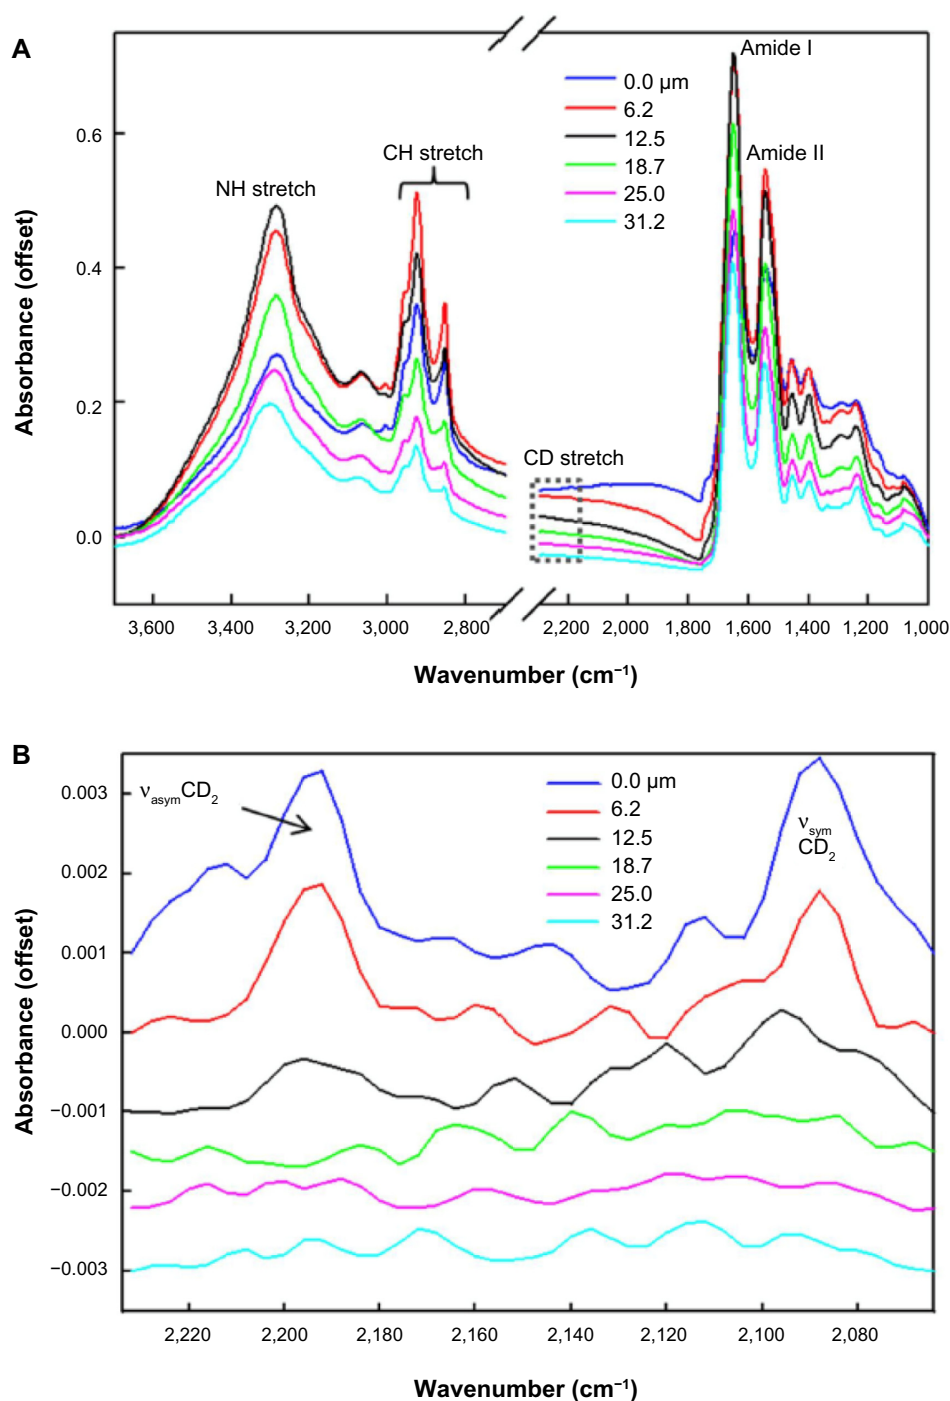 A
Amide I
0.0 µm
6.2
12.5
18.7
25.0
31.2
CH stretch
Amide II
NH stretch
CD stretch
0.6
0.4
0.2
0.0
Absorbance (offset)
3,600 3,400 3,200 3,000 2,800 2,200 2,000 1,800 1,600 1,400 1,200 1,000
Wavenumber (cm⁻¹)
B
νasymCD₂
0.0 µm
6.2
12.5
18.7
25.0
31.2
νsym
CD₂
0.003
0.002
0.001
0.000
−0.001
−0.002
−0.003
Absorbance (offset)
2,220 2,200 2,180 2,160 2,140 2,120 2,100 2,080
Wavenumber (cm⁻¹)